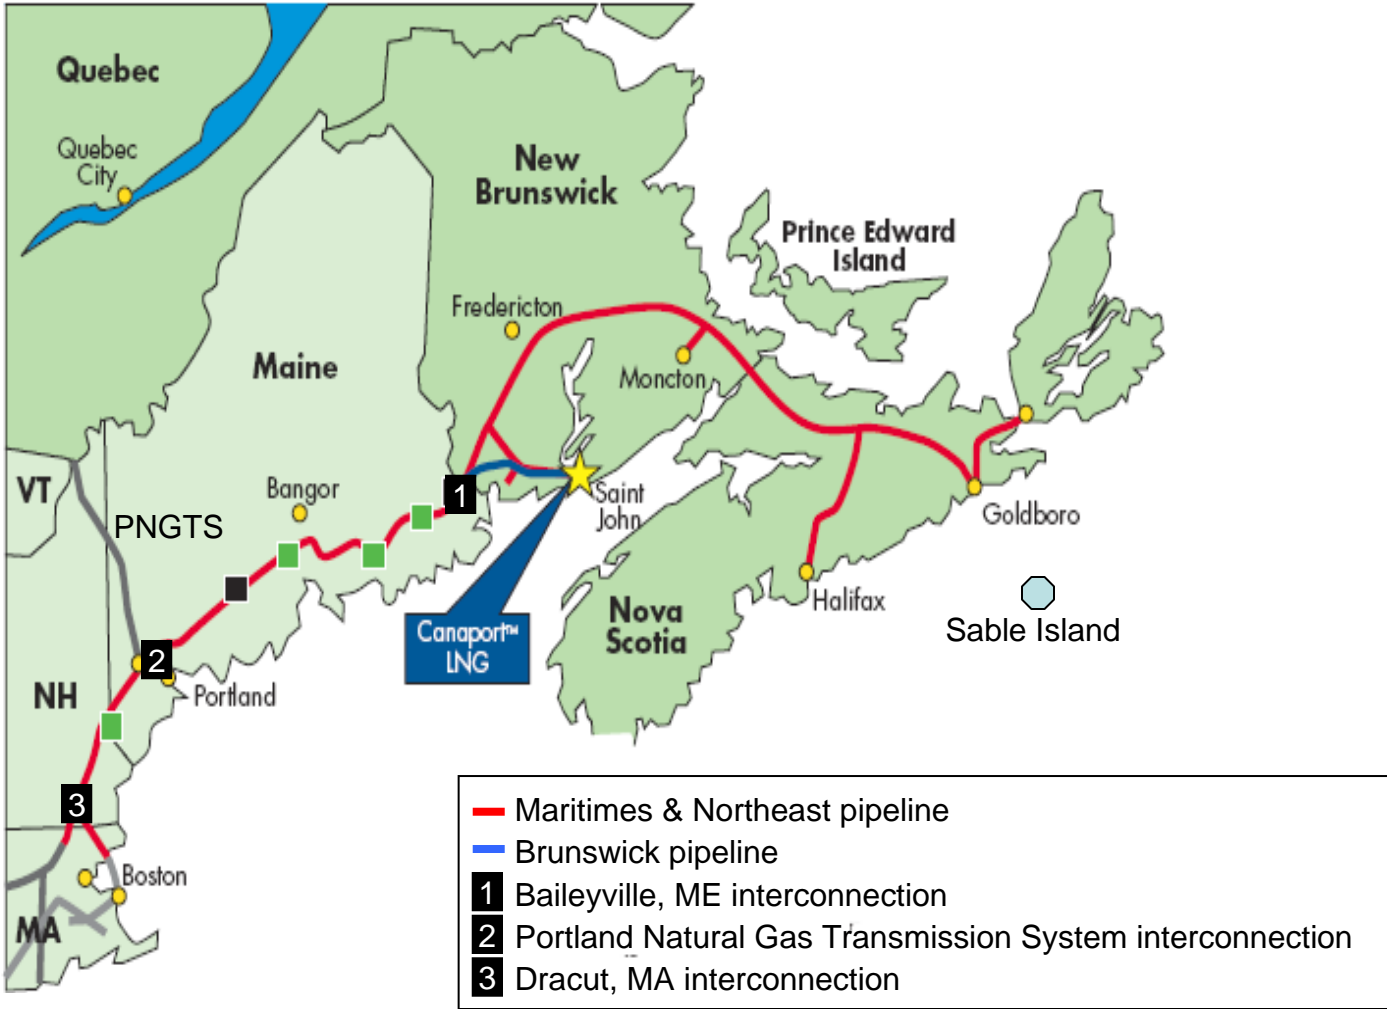 Quebec
Quebec
City
New
Brunswick
Prince Edward
Island
Fredericton
Maine
Moncton
VT
Bangor
1
Saint
John
Goldboro
PNGTS
Halifax
Sable Island
Nova
Scotia
Canaport™
LNG
2
NH
Portland
3
Boston
MA
Maritimes & Northeast pipeline
Brunswick pipeline
1 Baileyville, ME interconnection
2 Portland Natural Gas Transmission System interconnection
3 Dracut, MA interconnection